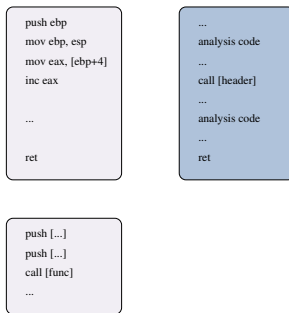 push ebp
mov ebp, esp
mov eax, [ebp+4]
inc eax
...
ret
...
analysis code
...
call [header]
...
analysis code
...
ret
push [...]
push [...]
call [func]
...